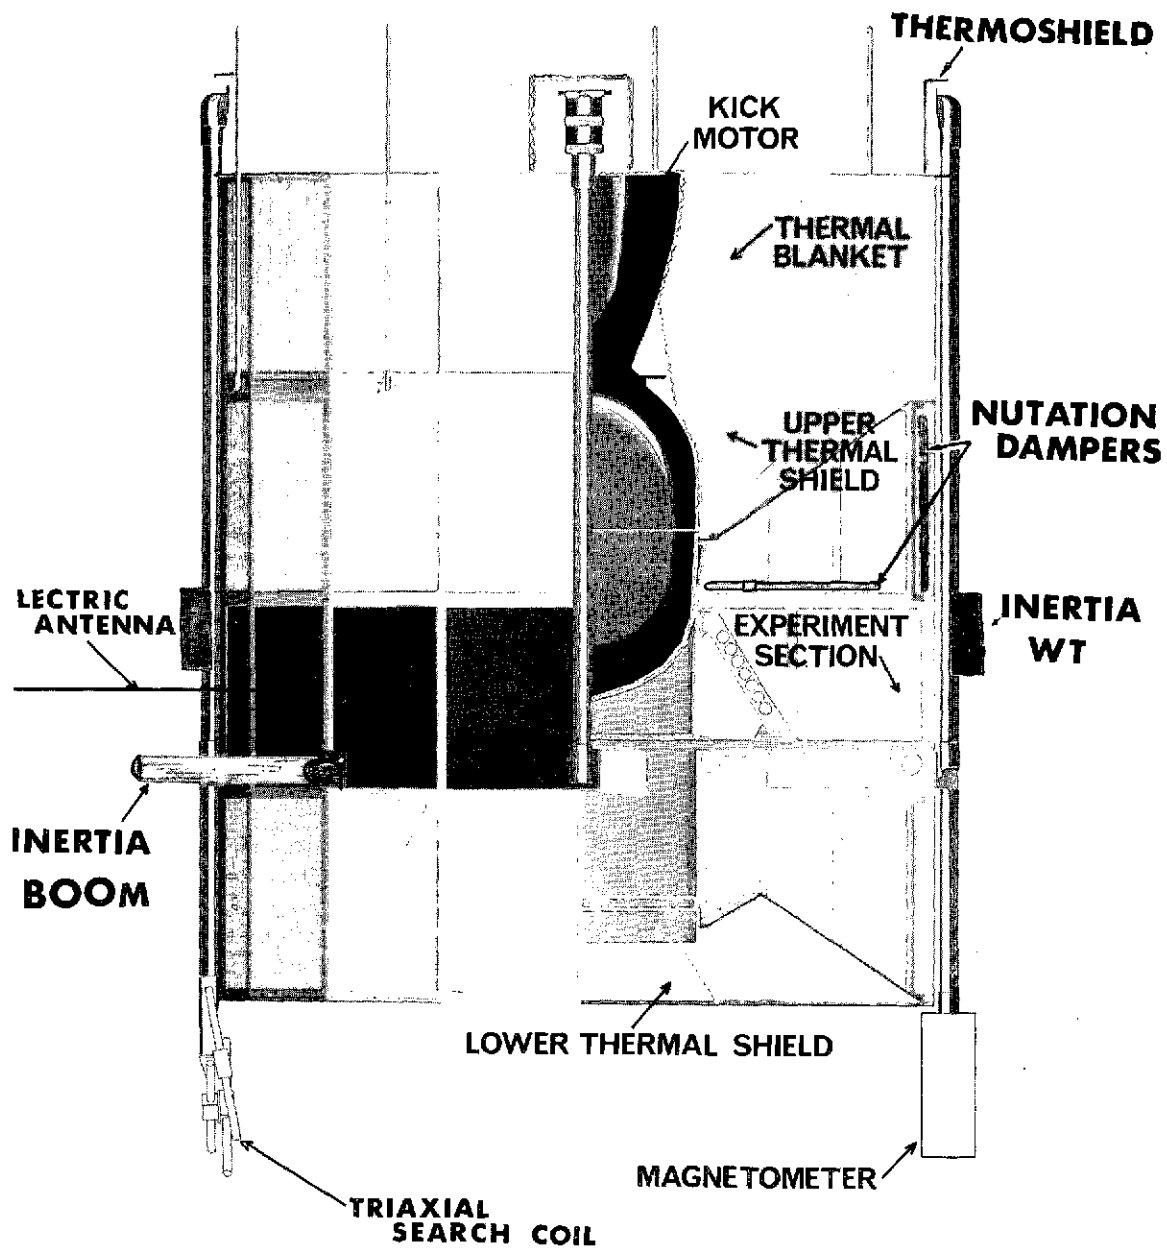 THERMOSHIELD
KICK
MOTOR
THERMAL
BLANKET
NUTATION
DAMPERS
UPPER
THERMAL
SHIELD
LECTRIC
ANTENNA
INERTIA
WT
EXPERIMENT
SECTION
INERTIA
BOOM
LOWER THERMAL SHIELD
MAGNETOMETER
TRIAXIAL
SEARCH COIL